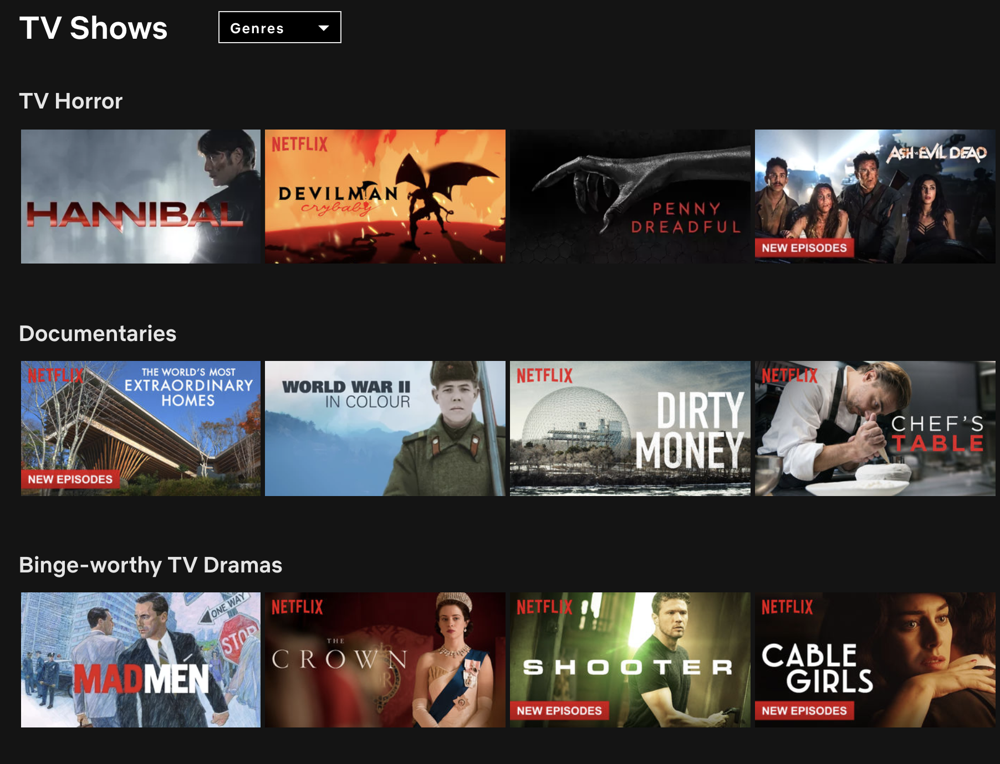 TV Shows
Genres
TV Horror
HANNIBAL
NETFLIX
DEVILMAN
crybaby
PENNY
DREADFUL
ASH VS EVIL DEAD
NEW EPISODES
Documentaries
NETFLIX
THE WORLD'S MOST
EXTRAORDINARY
HOMES
NEW EPISODES
WORLD WAR II
IN COLOUR
NETFLIX
DIRTY
MONEY
NETFLIX
CHEF'S
TABLE
Binge-worthy TV Dramas
ONE WAY
STOP
MADMEN
NETFLIX
THE
CROWN
NETFLIX
SHOOTER
NEW EPISODES
NETFLIX
CABLE
GIRLS
NEW EPISODES